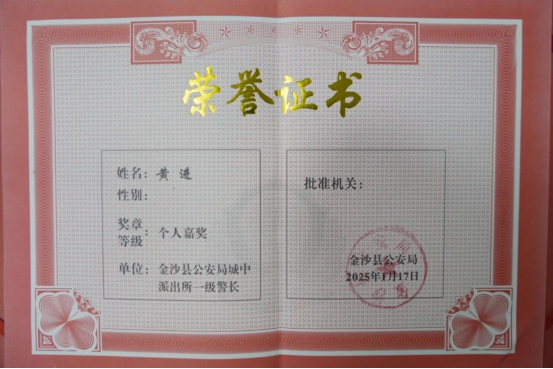 荣誉证书
姓名：黄 进
性别：
奖章
等级
个人嘉奖
单位：金沙县公安局城中
派出所一级警长
批准机关：
金沙县公安局
2025年1月17日